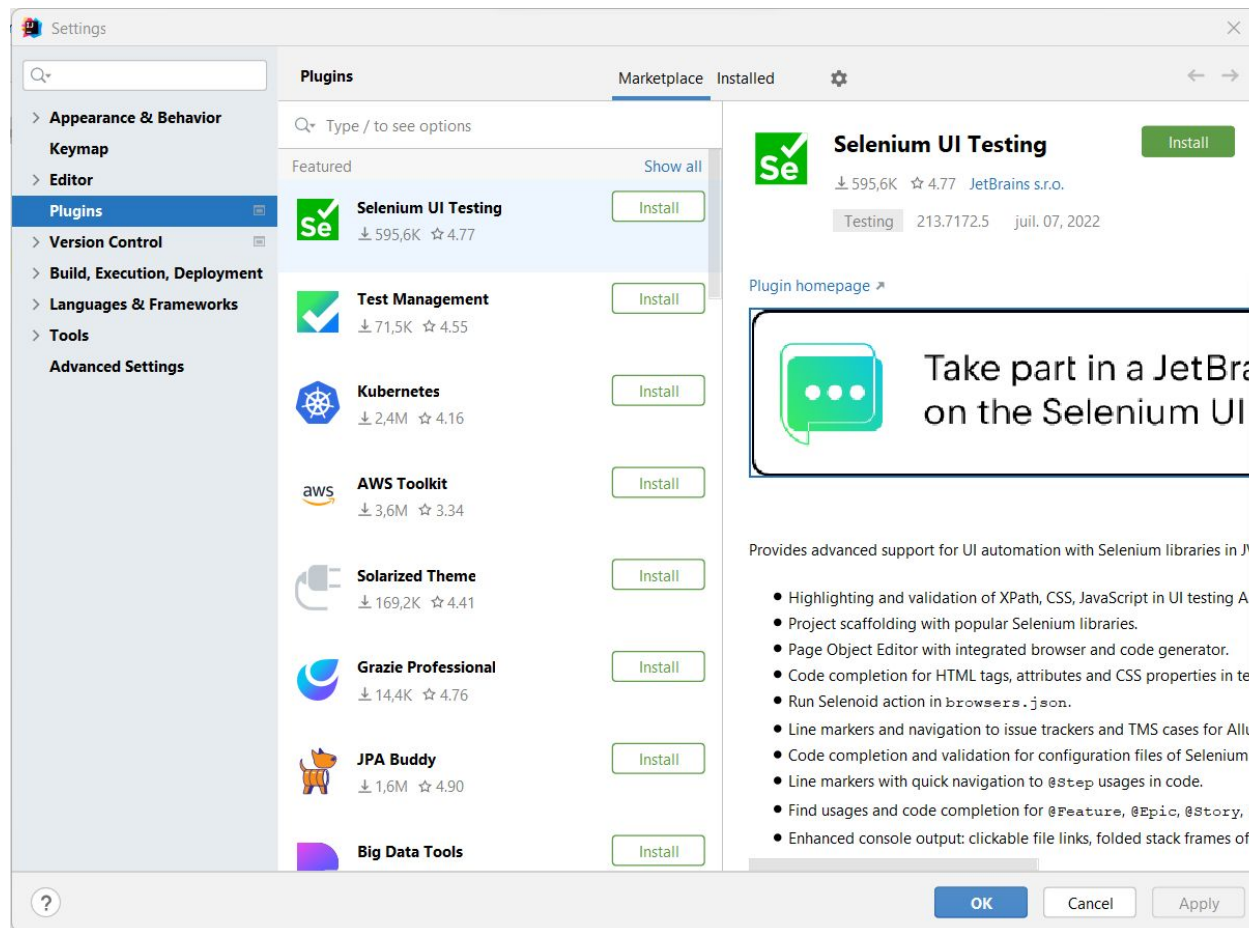 Settings
Appearance & Behavior
Keymap
Editor
Plugins
Version Control
Build, Execution, Deployment
Languages & Frameworks
Tools
Advanced Settings
Plugins
Marketplace Installed
Type / to see options
Featured Show all
Se
Selenium UI Testing
Install
595,6K 4.77
Test Management
Install
71,5K 4.55
Kubernetes
Install
2,4M 4.16
aws
AWS Toolkit
Install
3,6M 3.34
Solarized Theme
Install
169,2K 4.41
Grazie Professional
Install
14,4K 4.76
JPA Buddy
Install
1,6M 4.90
Big Data Tools
Install
Se
Selenium UI Testing
Install
595,6K 4.77 JetBrains s.r.o.
Testing 213.7172.5 juil. 07, 2022
Plugin homepage
Take part in a JetBra
on the Selenium UI
Provides advanced support for UI automation with Selenium libraries in
Highlighting and validation of XPath, CSS, JavaScript in UI testing A
Project scaffolding with popular Selenium libraries.
Page Object Editor with integrated browser and code generator.
Code completion for HTML tags, attributes and CSS properties in te
Run Selenoid action in browsers.json.
Line markers and navigation to issue trackers and TMS cases for Allu
Code completion and validation for configuration files of Selenium
Line markers with quick navigation to @Step usages in code.
Find usages and code completion for @Feature, @Epic, @Story,
Enhanced console output: clickable file links, folded stack frames of
?
OK
Cancel
Apply